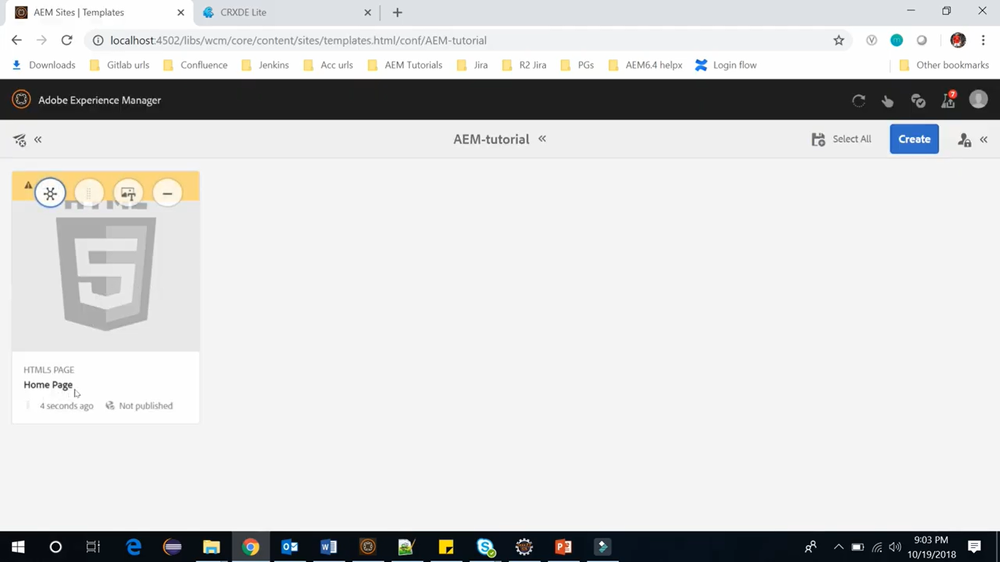 AEM Sites | Templates
CRXDE Lite
localhost:4502/libs/wcm/core/content/sites/templates.html/conf/AEM-tutorial
Downloads Gitlab urls Confluence Jenkins Acc urls AEM Tutorials Jira R2 Jira PGs AEM6.4 helpx Login flow Other bookmarks
Adobe Experience Manager
7
AEM-tutorial
Select All
Create
HTML
5
HTML5 PAGE
Home Page
4 seconds ago Not published
9:03 PM
10/19/2018